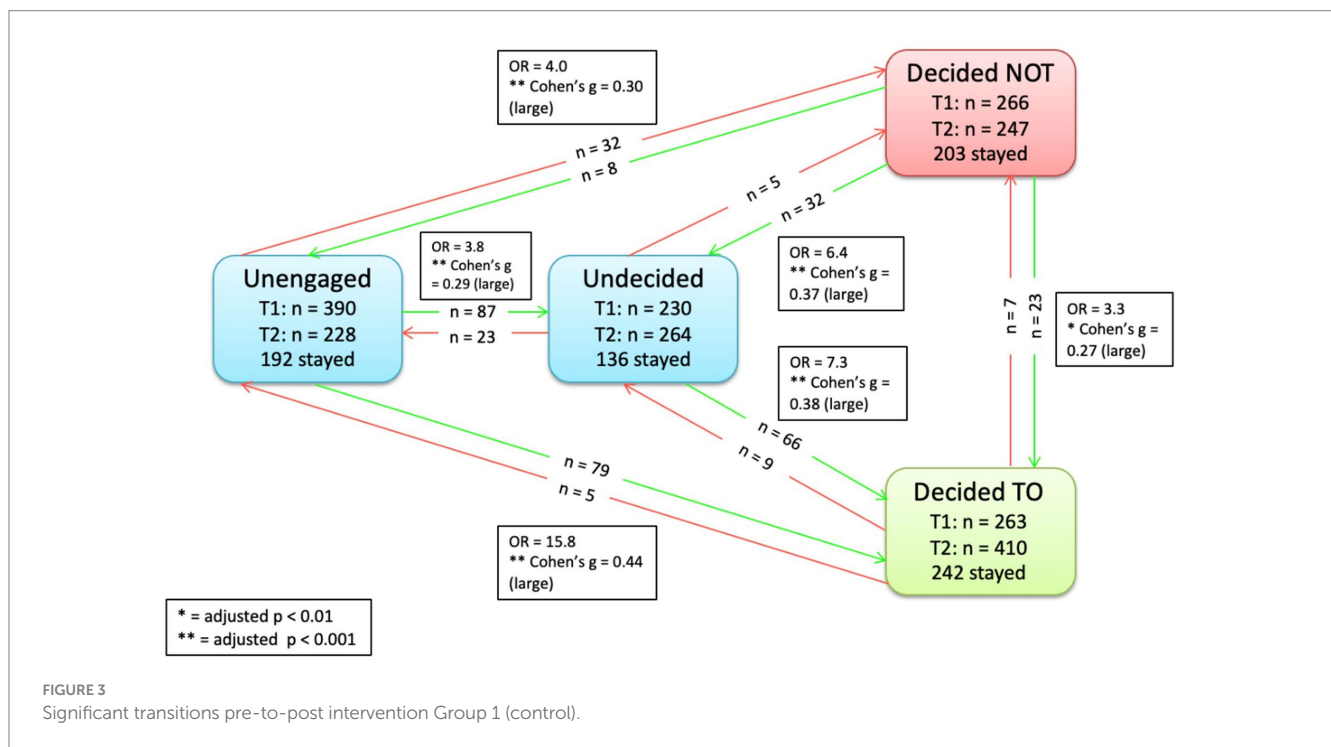 OR = 4.0
** Cohen's g = 0.30
(large)
Decided NOT
T1: n = 266
T2: n = 247
203 stayed
n = 32
n = 8
n = 5
n = 32
OR = 3.8
** Cohen's g
= 0.29 (large)
OR = 6.4
** Cohen's g =
0.37 (large)
Unengaged
T1: n = 390
T2: n = 228
192 stayed
n = 87
n = 23
Undecided
T1: n = 230
T2: n = 264
136 stayed
n = 7
n = 23
OR = 3.3
* Cohen's g =
0.27 (large)
OR = 7.3
** Cohen's g =
0.38 (large)
n = 66
n = 9
n = 79
n = 5
Decided TO
T1: n = 263
T2: n = 410
242 stayed
OR = 15.8
** Cohen's g = 0.44
(large)
* = adjusted p < 0.01
** = adjusted  p < 0.001
FIGURE 3
Significant transitions pre-to-post intervention Group 1 (control).